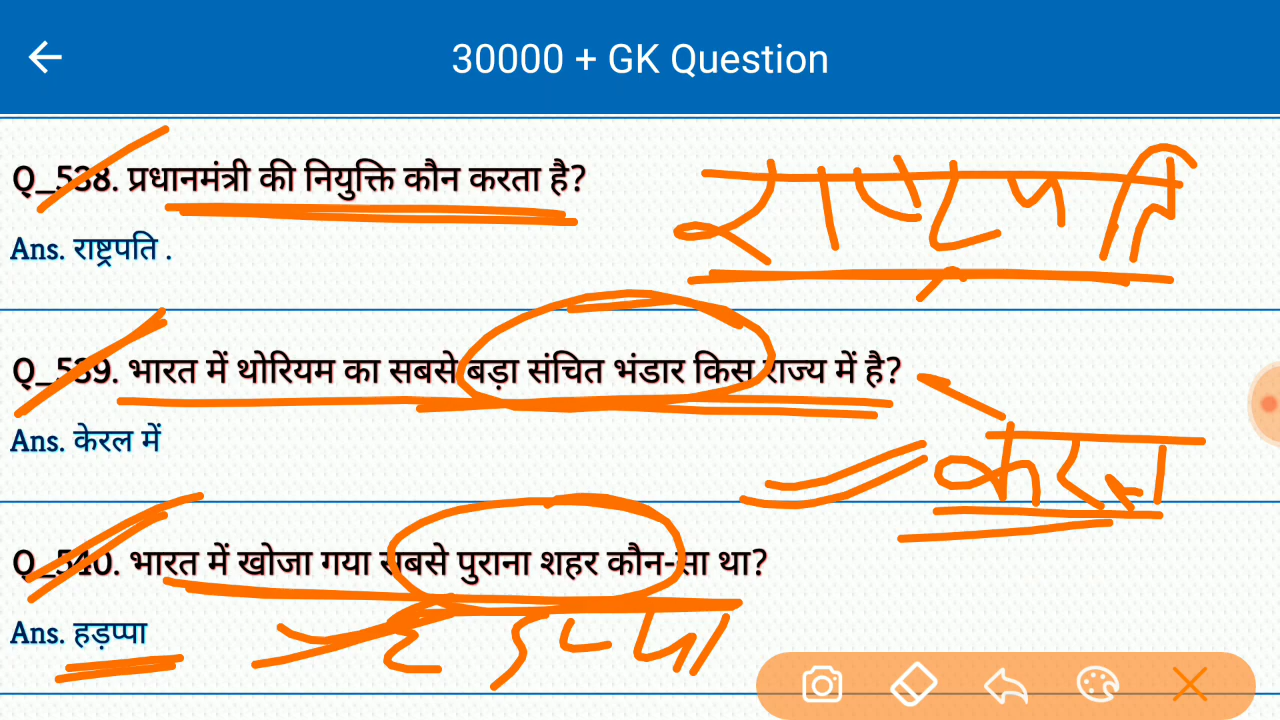 30000 + GK Question
Q_538. प्रधानमंत्री की नियुक्ति कौन करता है?
राष्ट्रपति
Ans. राष्ट्रपति .
Q_539. भारत में थोरियम का सबसे बड़ा संचित भंडार किस राज्य में है?
Ans. केरल में
केरल
Q_540. भारत में खोजा गया सबसे पुराना शहर कौन-सा था?
Ans. हड़प्पा
हड़प्पा